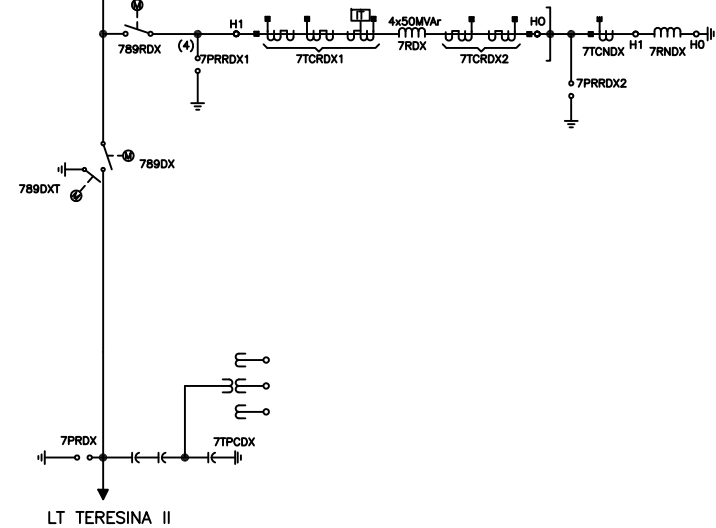 M
H1
IT
4x50MVAr
H0
789RDX
(4)
7PRRDX1
7TCRDX1
7RDX
7TCRDX2
7TCNDX
H1
7RNDX
H0
7PRRDX2
M
789DX
789DXT
M
7PRDX
7TPCDX
LT TERESINA II